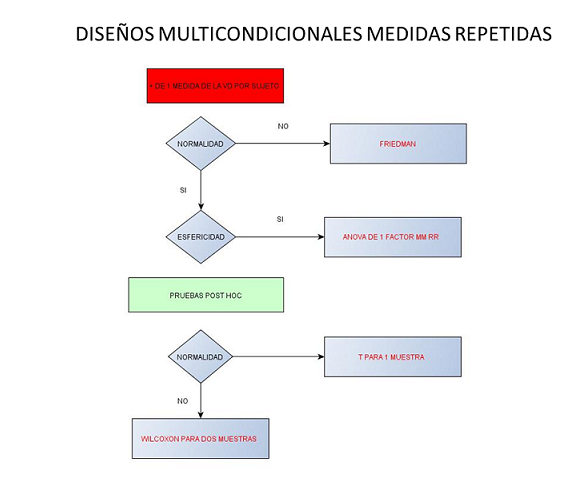 DISEÑOS MULTICONDICIONALES MEDIDAS REPETIDAS
+ DE 1 MEDIDA DE LA VD POR SUJETO
NORMALIDAD
NO
FRIEDMAN
SI
ESFERICIDAD
SI
ANOVA DE 1 FACTOR MM RR
PRUEBAS POST HOC
NORMALIDAD
T PARA 1 MUESTRA
NO
WILCOXON PARA DOS MUESTRAS